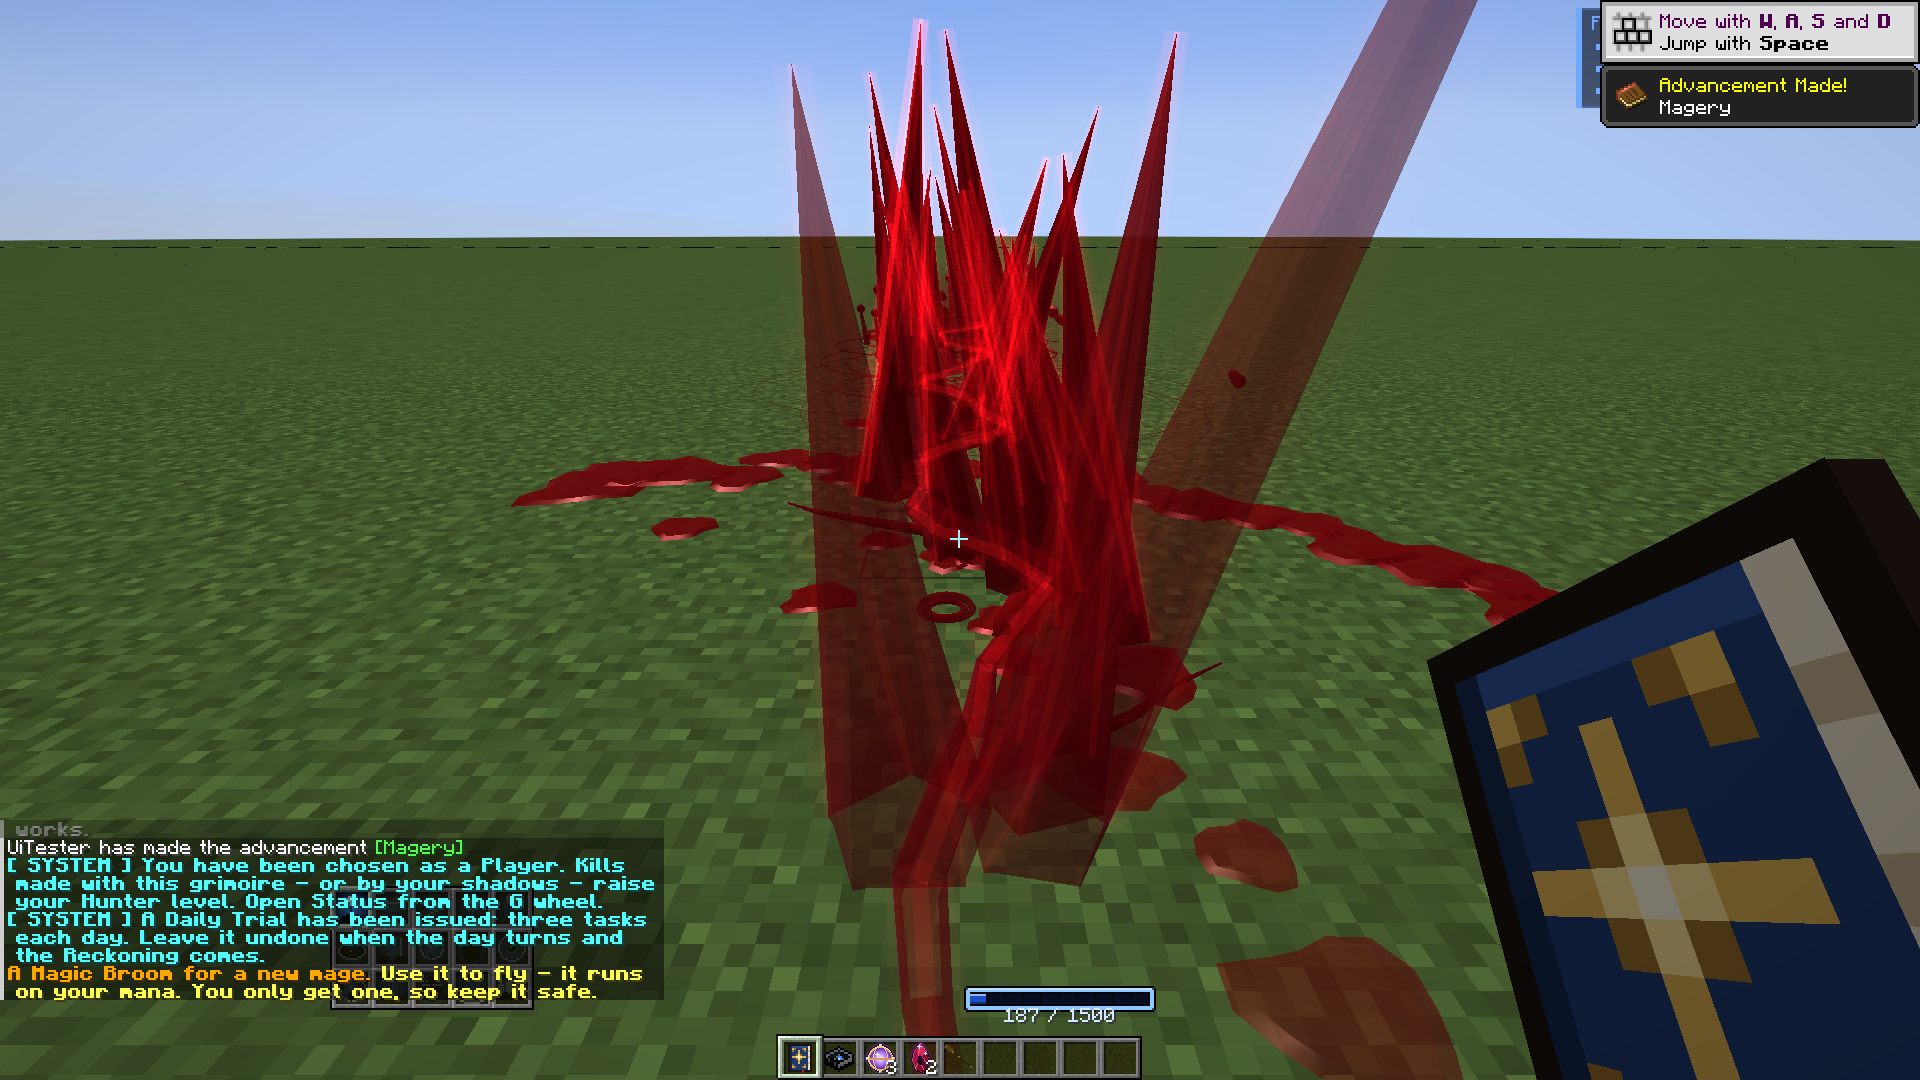 Move with W, A, S and D
Jump with Space
Advancement Made!
Magery
works.
UiTester has made the advancement [Magery]
[ SYSTEM ] You have been chosen as a Player. Kills
made with this grimoire - or by your shadows - raise
your Hunter level. Open Status from the G wheel.
[ SYSTEM ] A Daily Trial has been issued: three tasks
each day. Leave it undone when the day turns and
the Reckoning comes.
A Magic Broom for a new mage. Use it to fly - it runs
on your mana. You only get one, so keep it safe.
187 / 1500
3
2